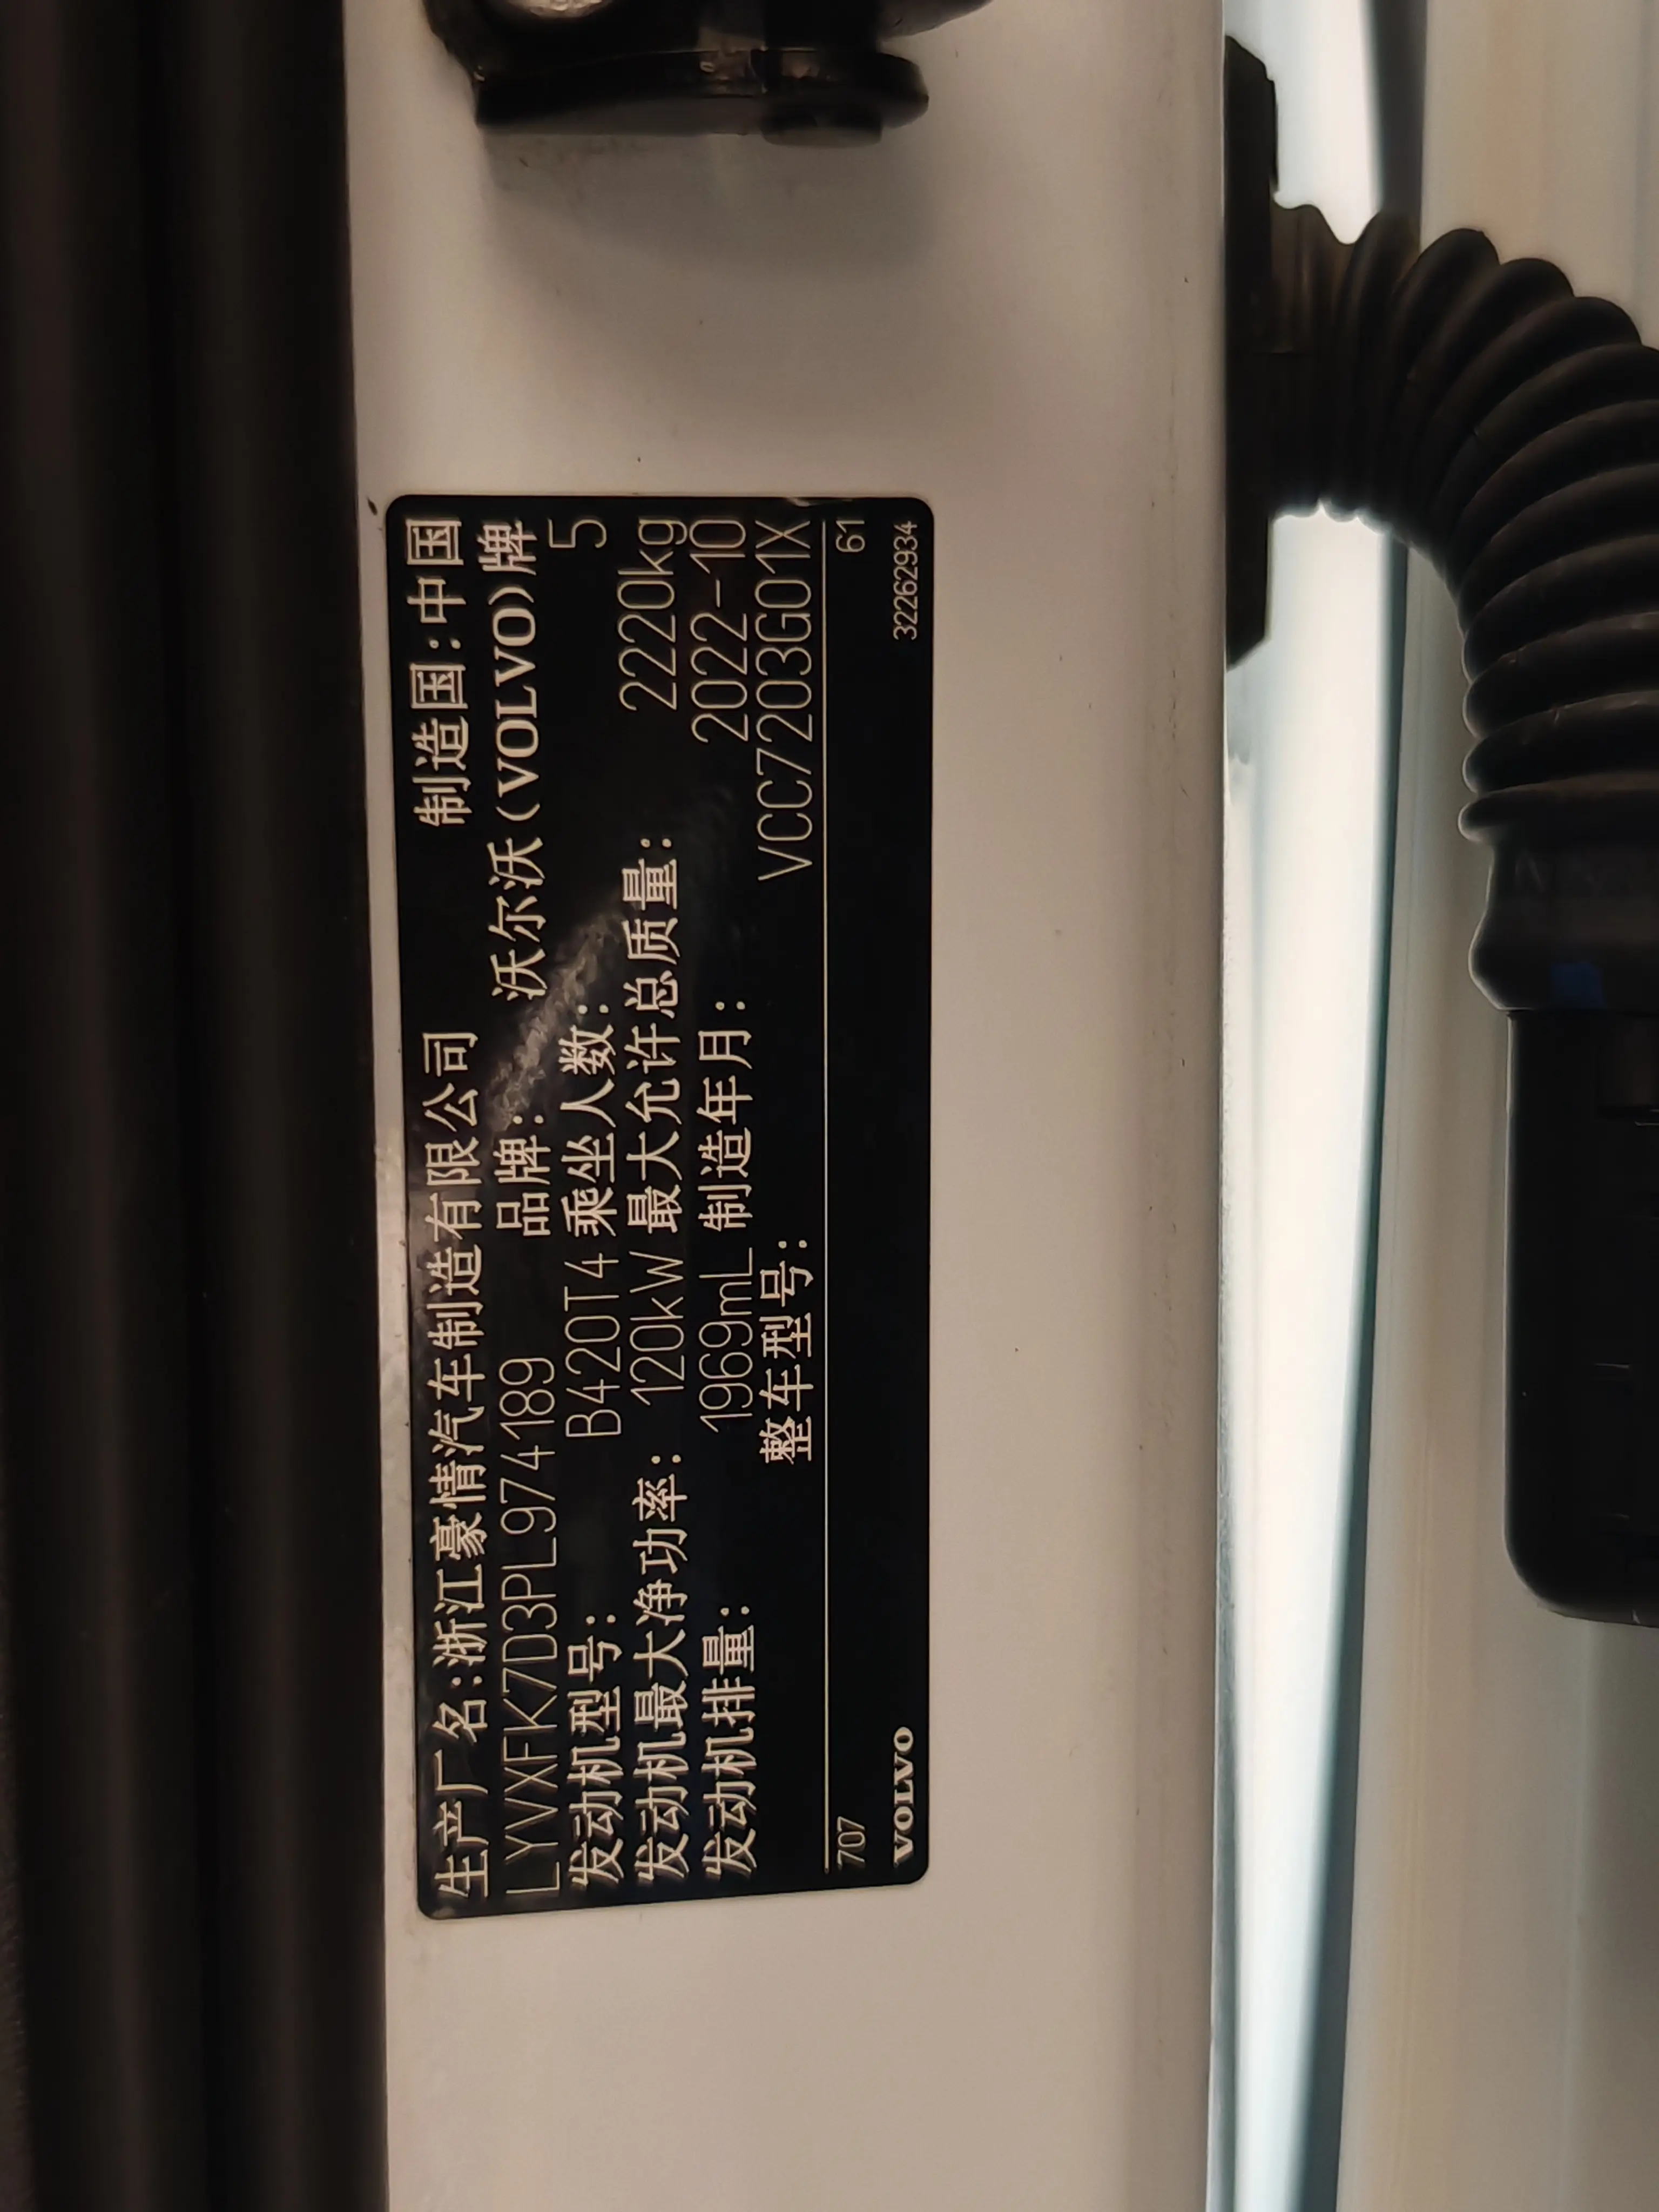 生产厂名:浙江豪情汽车制造有限公司 制造国:中国
LYVXFK7D3PL974189 品牌: 沃尔沃(VOLVO)牌
发动机型号: B420T4 乘坐人数: 5
发动机最大净功率: 120kW 最大允许总质量: 2220kg
发动机排量: 1969mL 制造年月: 2022-10
整车型号: VCC7203G01X
707 61
VOLVO 32262934